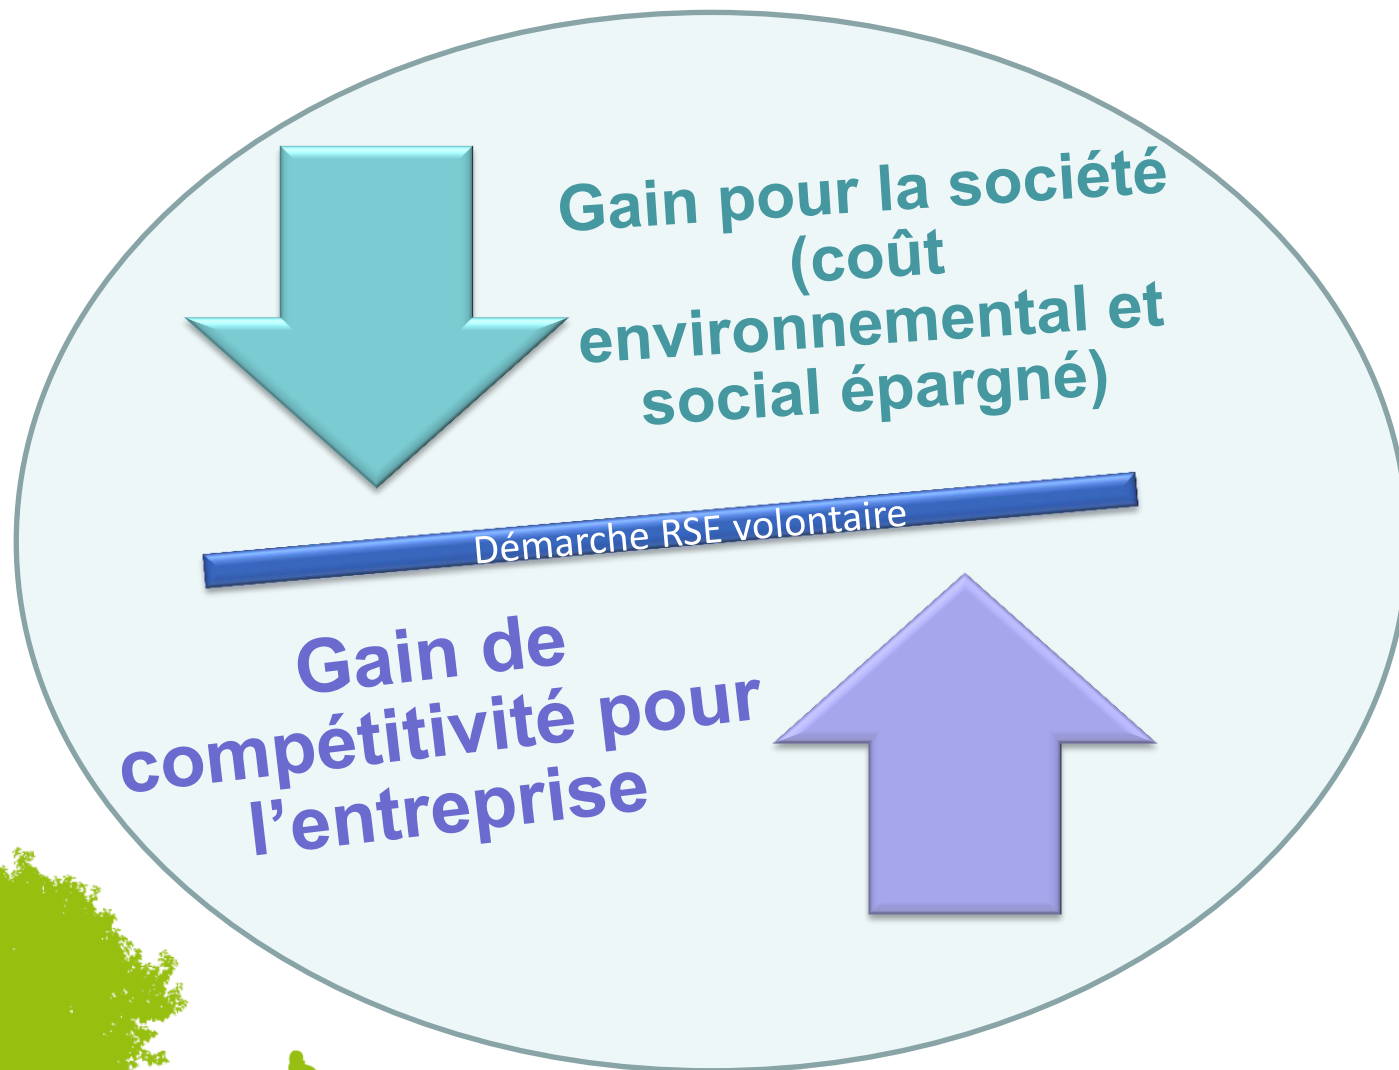 Gain pour la société
(coût
environnemental et
social épargné)
Démarche RSE volontaire
Gain de
compétitivité pour
l’entreprise